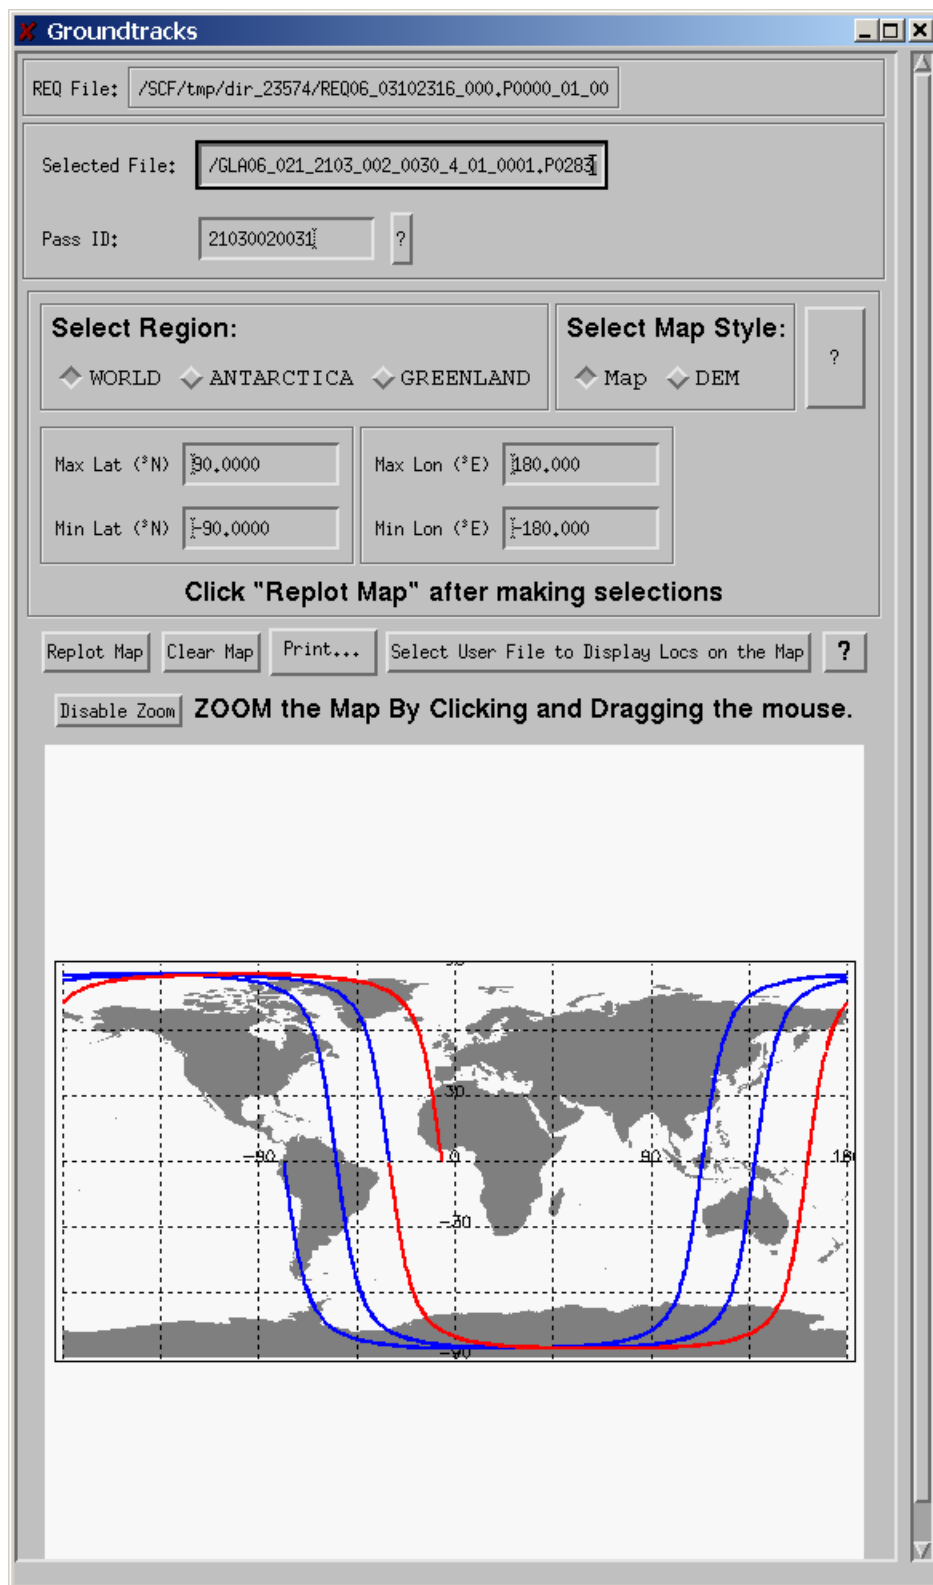 Groundtracks
REQ File: /SCF/tmp/dir_23574/REQ06_03102316_000.P0000_01_00
Selected File: /GLA06_021_2103_002_0030_4_01_0001.P0283
Pass ID: 21030020031 ?
Select Region: Select Map Style:
WORLD ANTARCTICA GREENLAND Map DEM ?
Max Lat (°N) 90.0000 Max Lon (°E) 180.000
Min Lat (°N) -90.0000 Min Lon (°E) -180.000
Click "Replot Map" after making selections
Replot Map Clear Map Print... Select User File to Display Locs on the Map ?
Disable Zoom ZOOM the Map By Clicking and Dragging the mouse.
30
-90 0 90
-30
-90